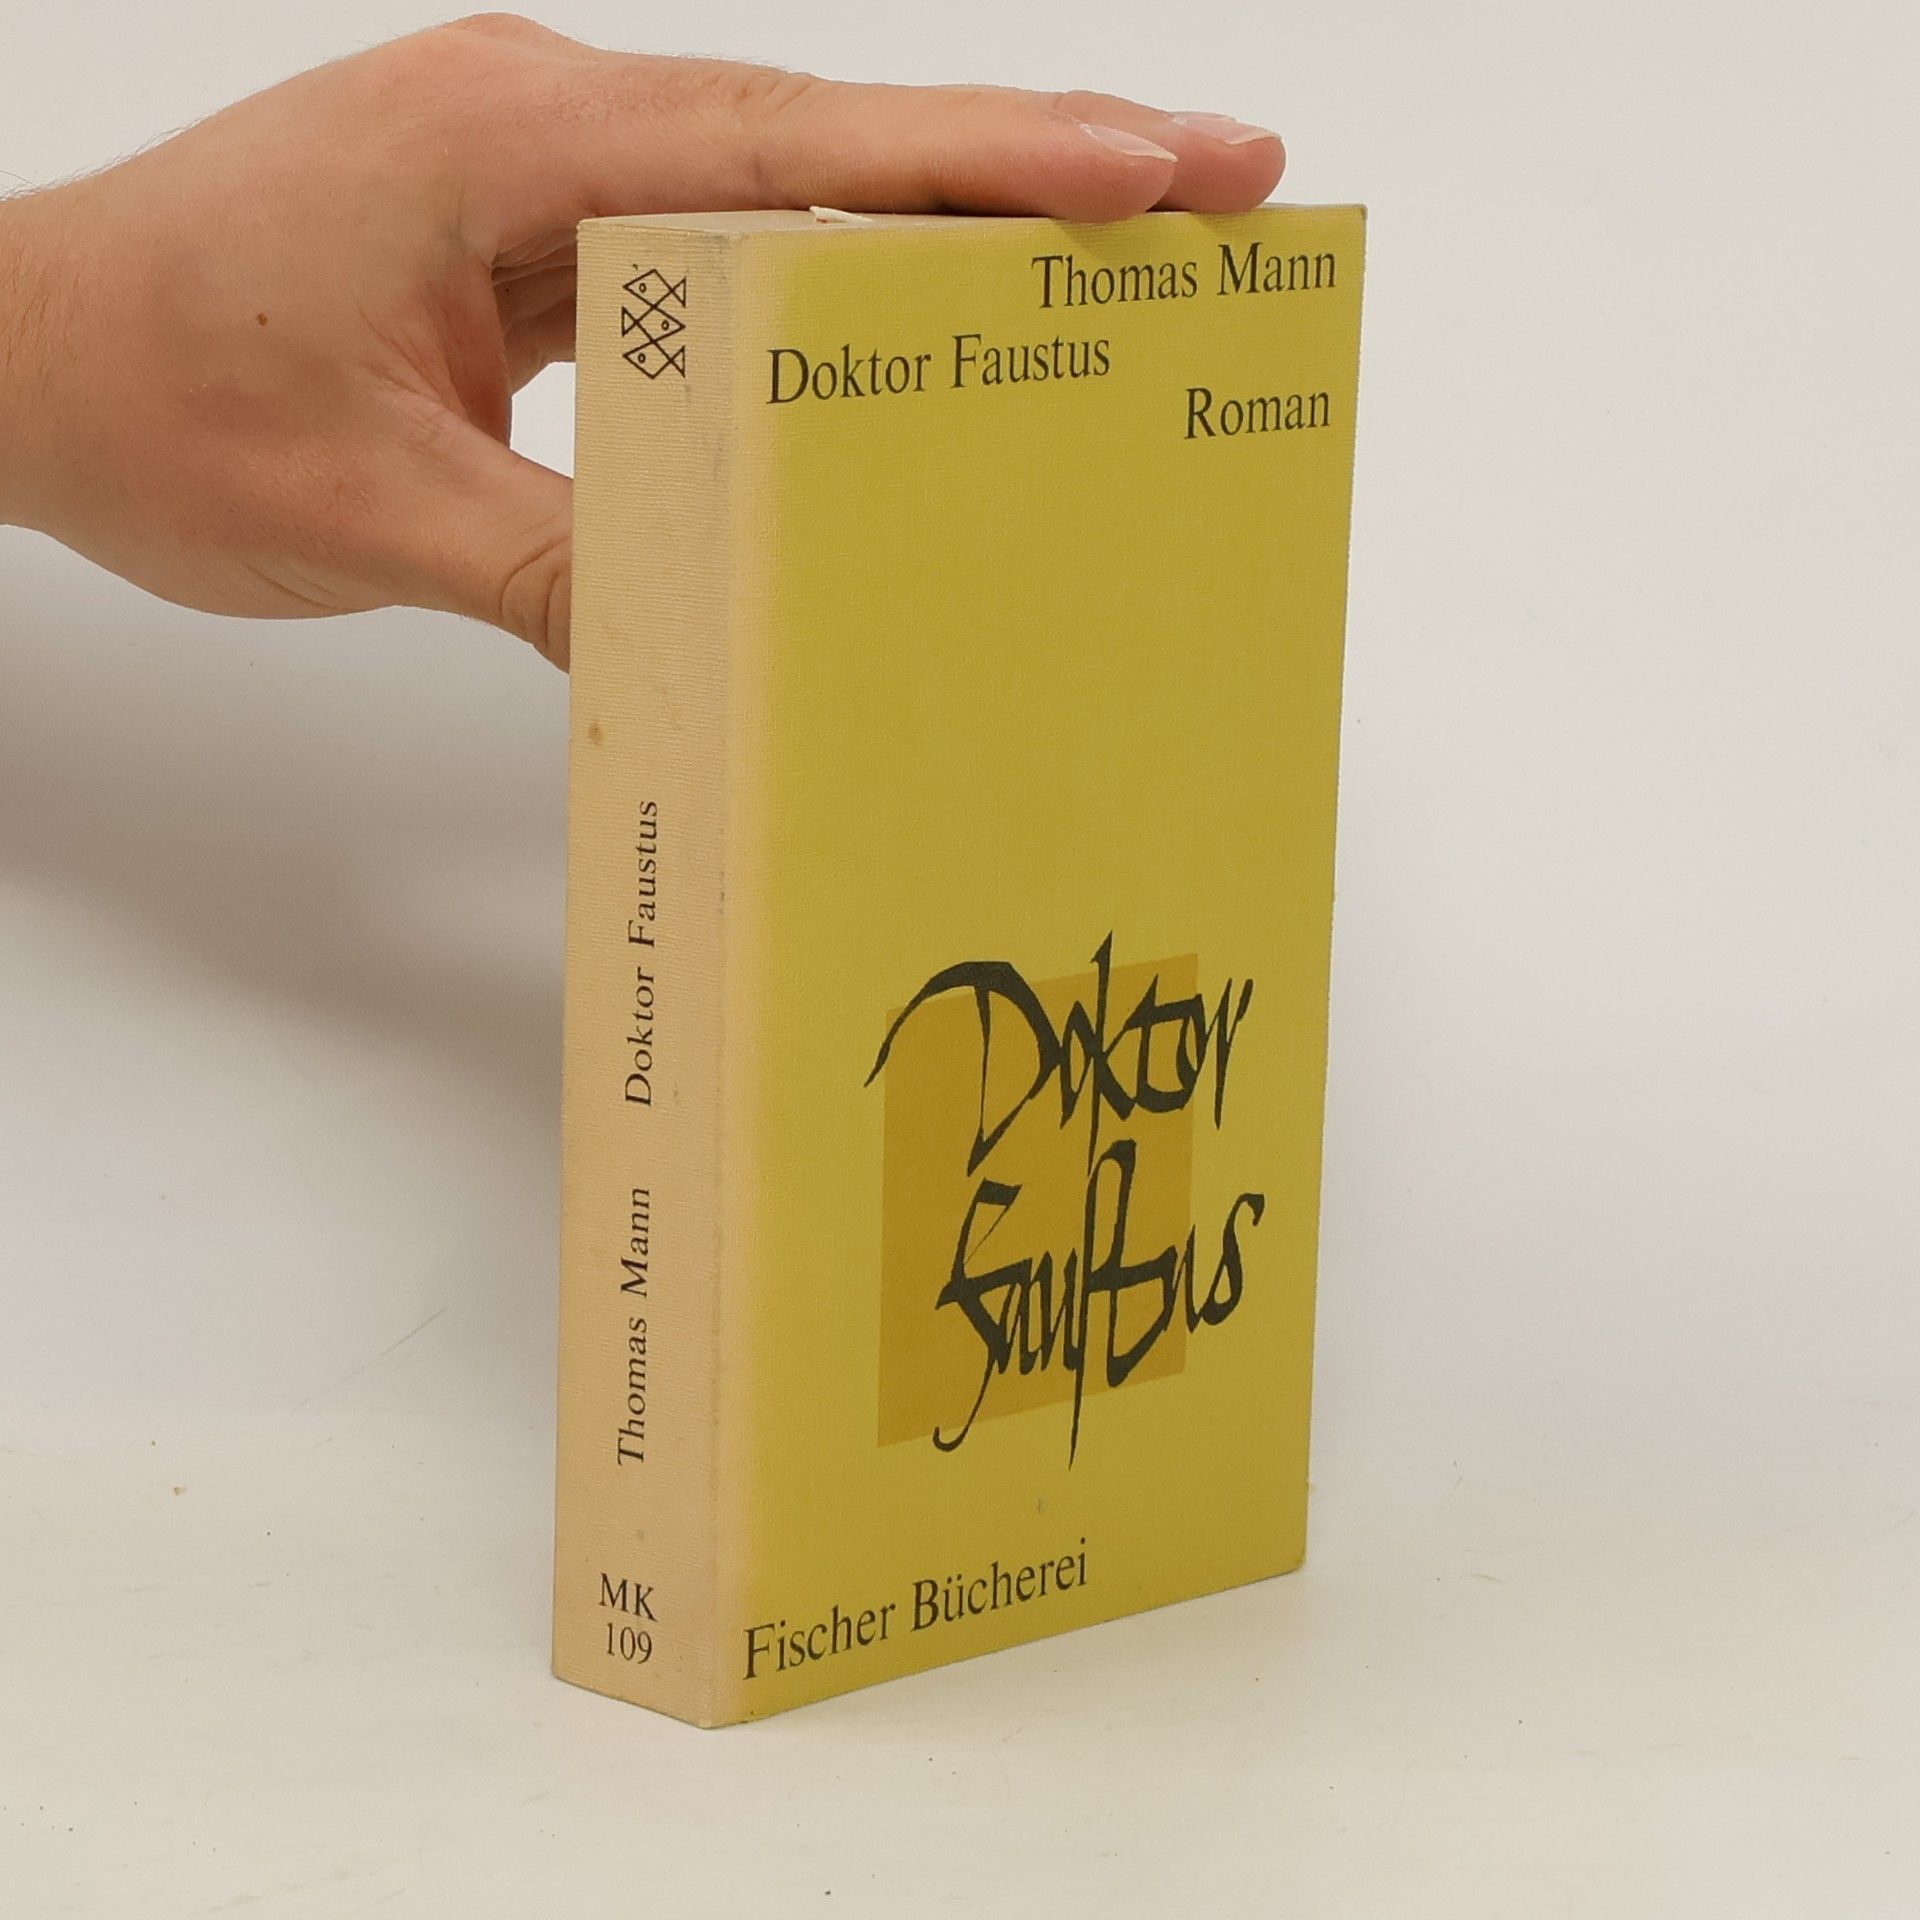 Thomas Mann
Doktor Faustus
Roman
Doktor
Faustus
Fischer Bücherei
Thomas Mann Doktor Faustus
MK
109